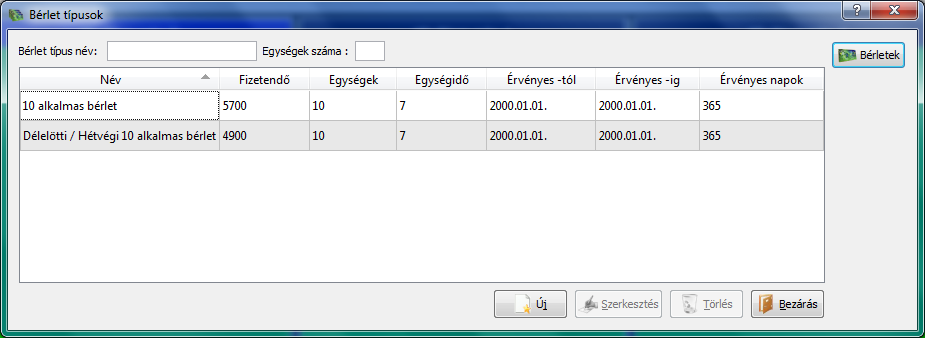 Bérlet típusok
Bérlet típus név: Egységek száma :
Bérletek
Név Fizetendő Egységek Egységidő Érvényes -tól Érvényes -ig Érvényes napok
10 alkalmas bérlet 5700 10 7 2000.01.01. 2000.01.01. 365
Délelötti / Hétvégi 10 alkalmas bérlet 4900 10 7 2000.01.01. 2000.01.01. 365
Új Szerkesztés Törlés Bezárás